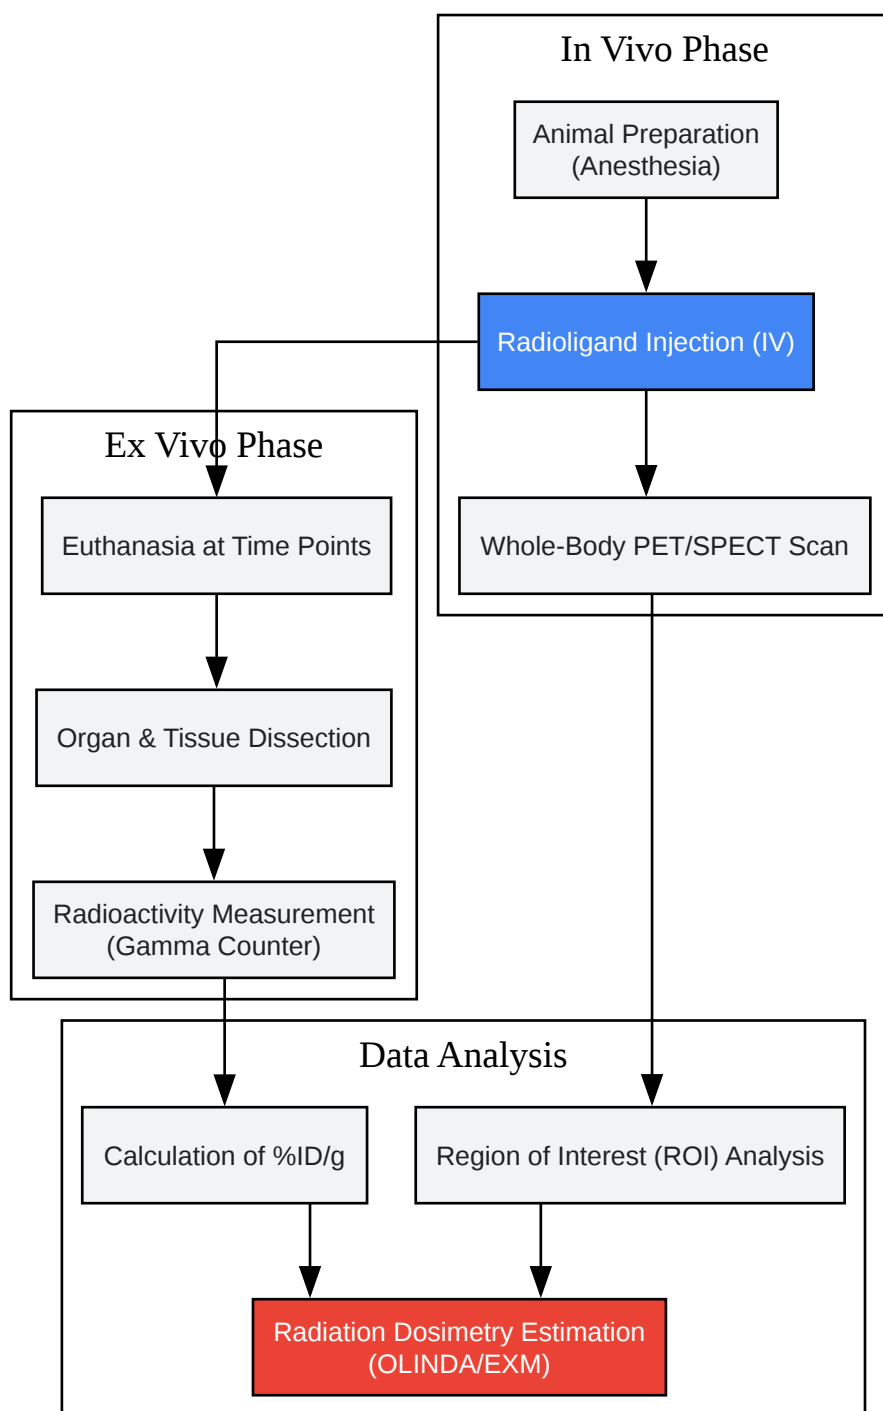 In Vivo Phase
Animal Preparation
(Anesthesia)
Radioligand Injection (IV)
Whole-Body PET/SPECT Scan
Ex Vivo Phase
Euthanasia at Time Points
Organ & Tissue Dissection
Radioactivity Measurement
(Gamma Counter)
Data Analysis
Calculation of %ID/g
Region of Interest (ROI) Analysis
Radiation Dosimetry Estimation
(OLINDA/EXM)